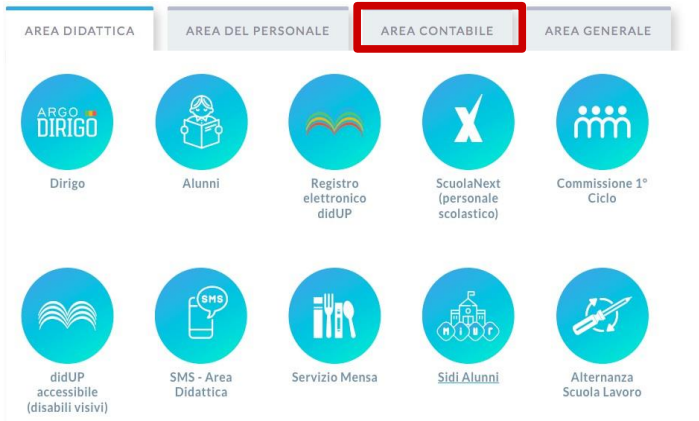 AREA DIDATTICA
AREA DEL PERSONALE
AREA CONTABILE
AREA GENERALE
ARGO
DIRIGO
Dirigo
Alunni
Registro
elettronico
didUP
ScuolaNext
(personale
scolastico)
Commissione 1°
Ciclo
didUP
accessibile
(disabili visivi)
SMS
SMS - Area
Didattica
Servizio Mensa
MIUR
Sidi Alunni
Alternanza
Scuola Lavoro